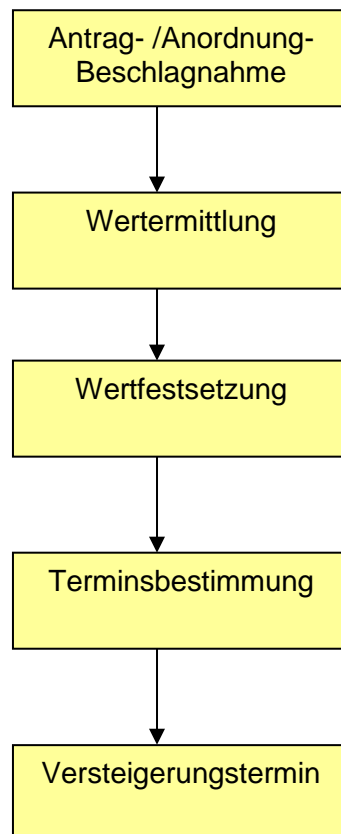 Antrag- /Anordnung-
Beschlagnahme
Wertermittlung
Wertfestsetzung
Terminsbestimmung
Versteigerungstermin